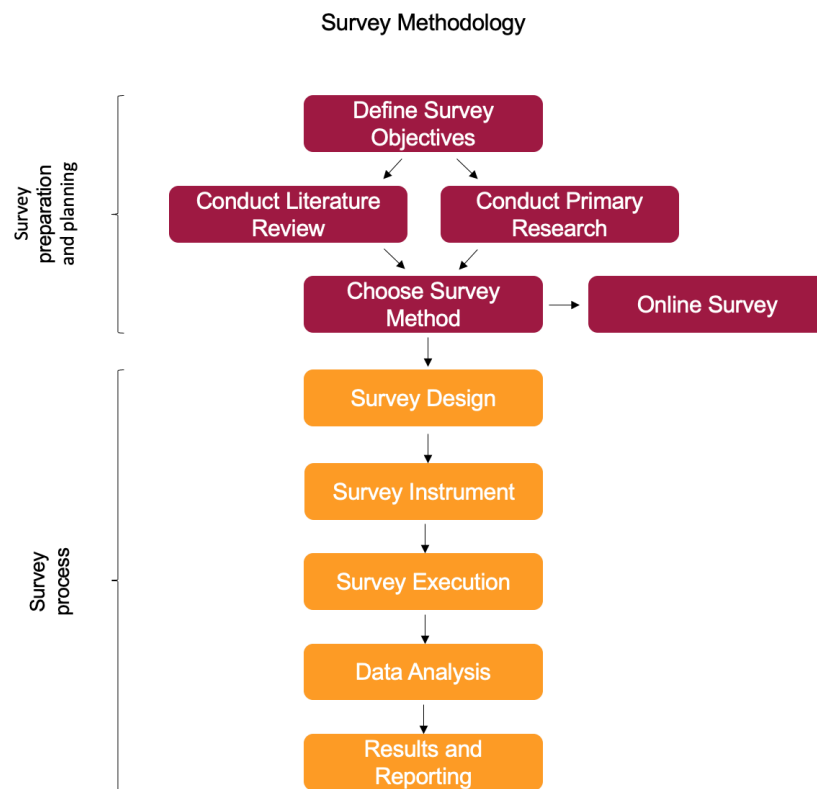 Survey Methodology
Survey
preparation
and planning
Define Survey
Objectives
Conduct Literature
Review
Conduct Primary
Research
Choose Survey
Method
Online Survey
Survey
process
Survey Design
Survey Instrument
Survey Execution
Data Analysis
Results and
Reporting